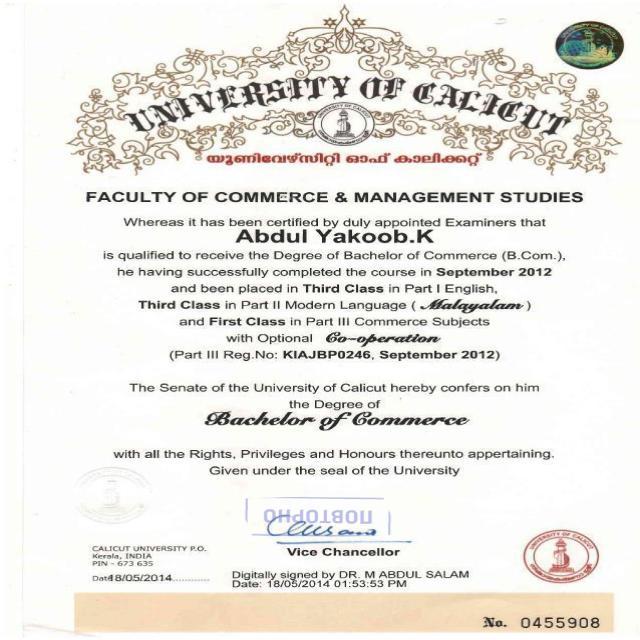 UNIVERSITY OF CALICUT
UNIVERSITY OF CALICUT
യൂണിവേഴ്സിറ്റി ഓഫ് കാലിക്കറ്റ്
FACULTY OF COMMERCE & MANAGEMENT STUDIES
Whereas it has been certified by duly appointed Examiners that
Abdul Yakoob.K
is qualified to receive the Degree of Bachelor of Commerce (B.Com.),
he having successfully completed the course in September 2012
and been placed in Third Class in Part I English,
Third Class in Part II Modern Language ( Malayalam )
and First Class in Part III Commerce Subjects
with Optional Co-operation
(Part III Reg.No: KIAJBP0246, September 2012)
The Senate of the University of Calicut hereby confers on him
the Degree of
Bachelor of Commerce
with all the Rights, Privileges and Honours thereunto appertaining.
Given under the seal of the University
ПОВТОРНО
Vice Chancellor
CALICUT UNIVERSITY P.O.
Kerala, INDIA
PIN - 673 635
Date 18/05/2014............
Digitally signed by DR. M ABDUL SALAM
Date: 18/05/2014 01:53:53 PM
UNIVERSITY OF CALICUT
No. 0455908